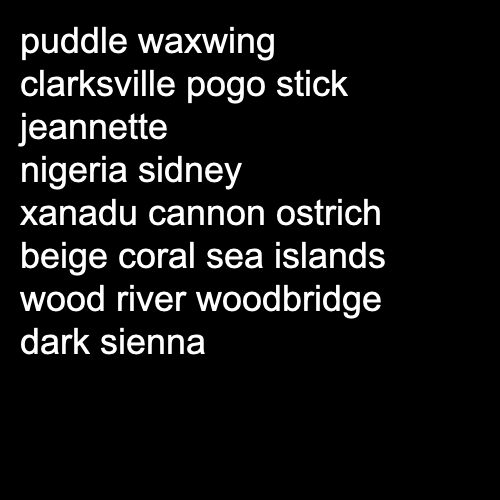 puddle waxwing
clarksville pogo stick
jeannette
nigeria sidney
xanadu cannon ostrich
beige coral sea islands
wood river woodbridge
dark sienna